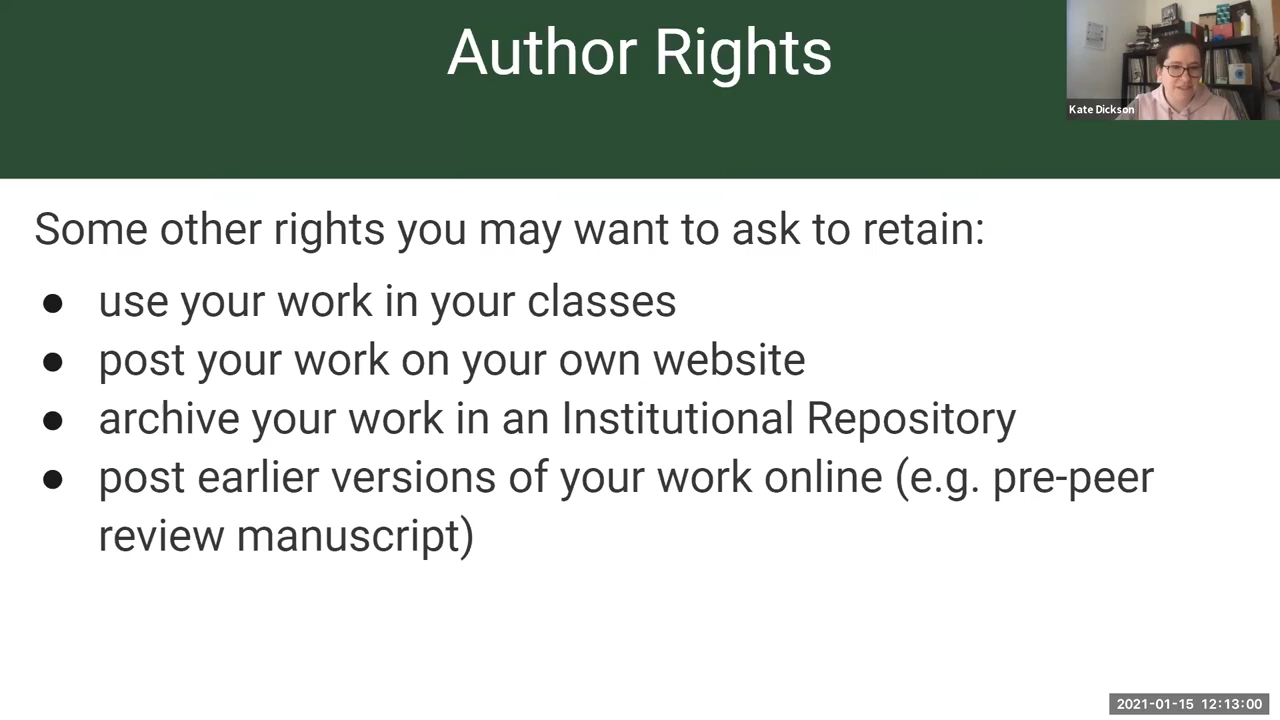 Author Rights
Kate Dickson
Some other rights you may want to ask to retain:
● use your work in your classes
● post your work on your own website
● archive your work in an Institutional Repository
● post earlier versions of your work online (e.g. pre-peer
review manuscript)
2021-01-15 12:13:00